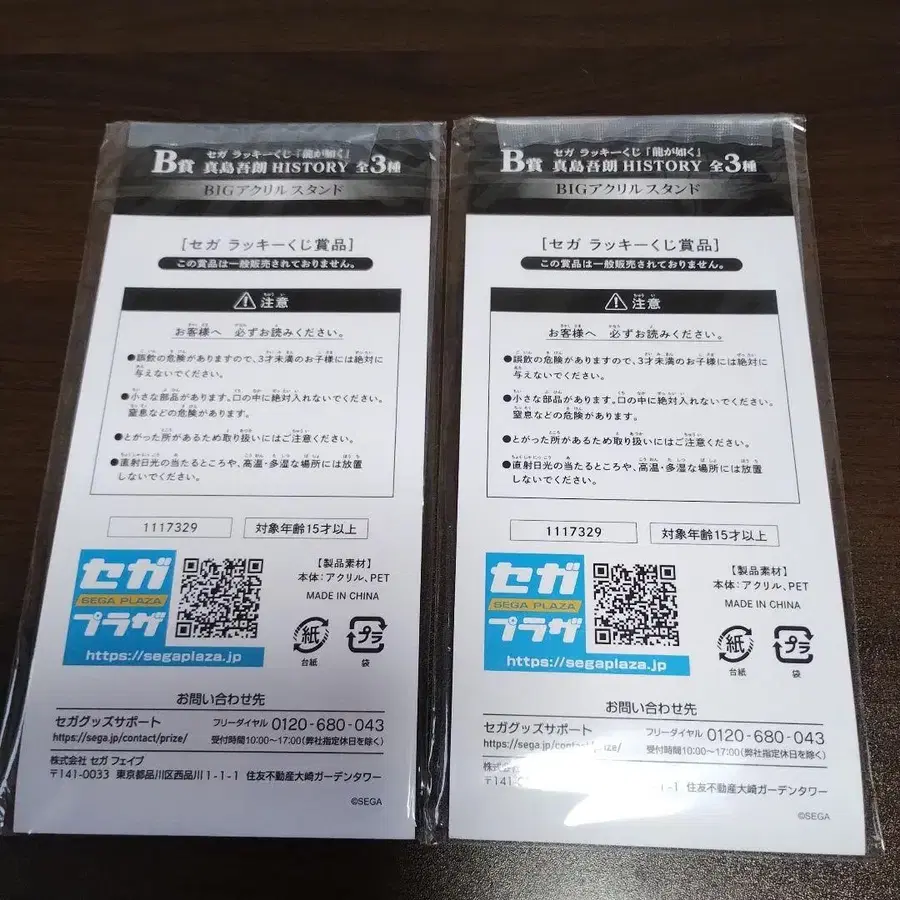 セガ ラッキーくじ「龍が如く」
B賞 真島吾朗 HISTORY 全3種
BIGアクリルスタンド
[セガ ラッキーくじ賞品]
この賞品は一般販売されておりません。
注意
お客様へ 必ずお読みください。
●誤飲の危険がありますので、3才未満のお子様には絶対に
与えないでください。
●小さな部品があります。口の中に絶対入れないでください。
窒息などの危険があります。
●とがった所があるため取り扱いにはご注意ください。
●直射日光の当たるところや、高温・多湿な場所には放置
しないでください。
1117329
対象年齢15才以上
セガ
SEGA PLAZA
プラザ
https://segaplaza.jp
【製品素材】
本体:アクリル、PET
MADE IN CHINA
紙
台紙
プラ
袋
お問い合わせ先
セガグッズサポート
https://sega.jp/contact/prize/
フリーダイヤル 0120-680-043
受付時間10:00〜17:00(弊社指定休日を除く)
株式会社 セガ フェイブ
〒141-0033 東京都品川区西品川1-1-1 住友不動産大崎ガーデンタワー
©SEGA
セガ ラッキーくじ「龍が如く」
B賞 真島吾朗 HISTORY 全3種
BIGアクリルスタンド
[セガ ラッキーくじ賞品]
この賞品は一般販売されておりません。
注意
お客様へ 必ずお読みください。
●誤飲の危険がありますので、3才未満のお子様には絶対に
与えないでください。
●小さな部品があります。口の中に絶対入れないでください。
窒息などの危険があります。
●とがった所があるため取り扱いにはご注意ください。
●直射日光の当たるところや、高温・多湿な場所には放置
しないでください。
1117329
対象年齢15才以上
セガ
SEGA PLAZA
プラザ
https://segaplaza.jp
【製品素材】
本体:アクリル、PET
MADE IN CHINA
紙
台紙
プラ
袋
お問い合わせ先
セガグッズサポート
https://sega.jp/contact/prize/
フリーダイヤル 0120-680-043
受付時間10:00〜17:00(弊社指定休日を除く)
株式会
〒141-0 -1 住友不動産大崎ガーデンタワー
©SEGA